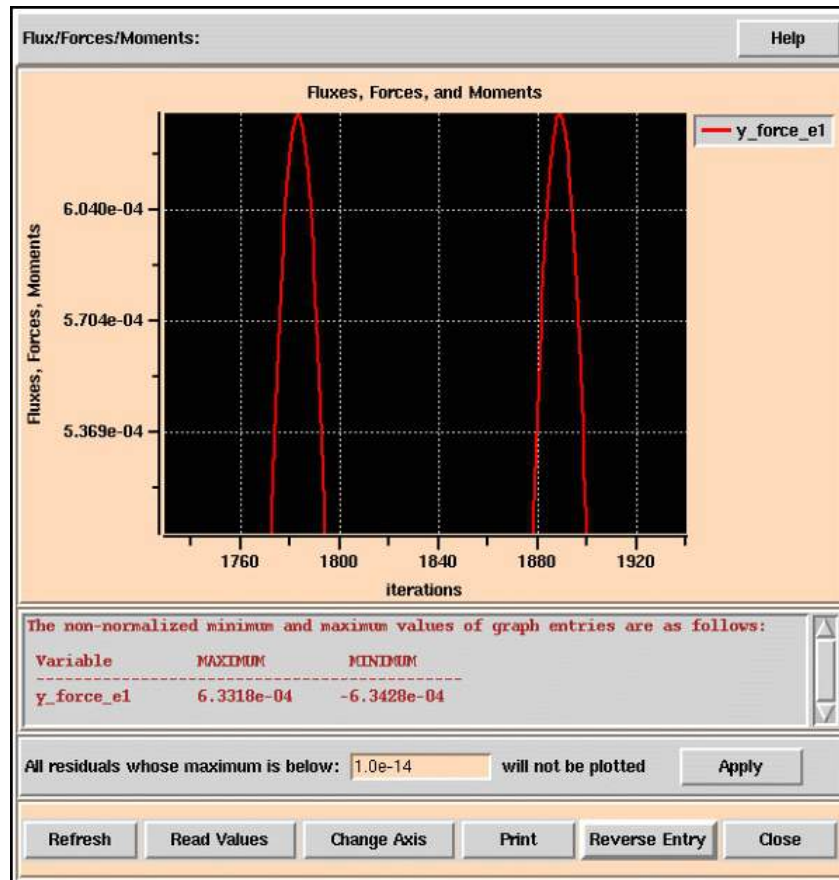 Flux/Forces/Moments:
Help
Fluxes, Forces, and Moments
y_force_e1
Fluxes, Forces, Moments
6.040e-04
5.704e-04
5.369e-04
1760 1800 1840 1880 1920
iterations
The non-normalized minimum and maximum values of graph entries are as follows:
Variable MAXIMUM MINIMUM
---------------------------------------------
y_force_e1 6.3318e-04 -6.3428e-04
All residuals whose maximum is below: 1.0e-14 will not be plotted Apply
Refresh Read Values Change Axis Print Reverse Entry Close